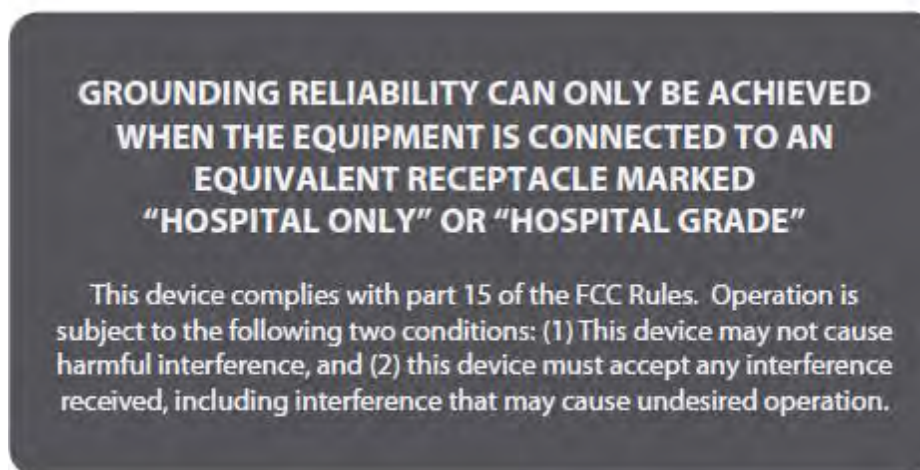 GROUNDING RELIABILITY CAN ONLY BE ACHIEVED
WHEN THE EQUIPMENT IS CONNECTED TO AN
EQUIVALENT RECEPTACLE MARKED
“HOSPITAL ONLY” OR “HOSPITAL GRADE”
This device complies with part 15 of the FCC Rules.  Operation is
subject to the following two conditions: (1) This device may not cause
harmful interference, and (2) this device must accept any interference
received, including interference that may cause undesired operation.